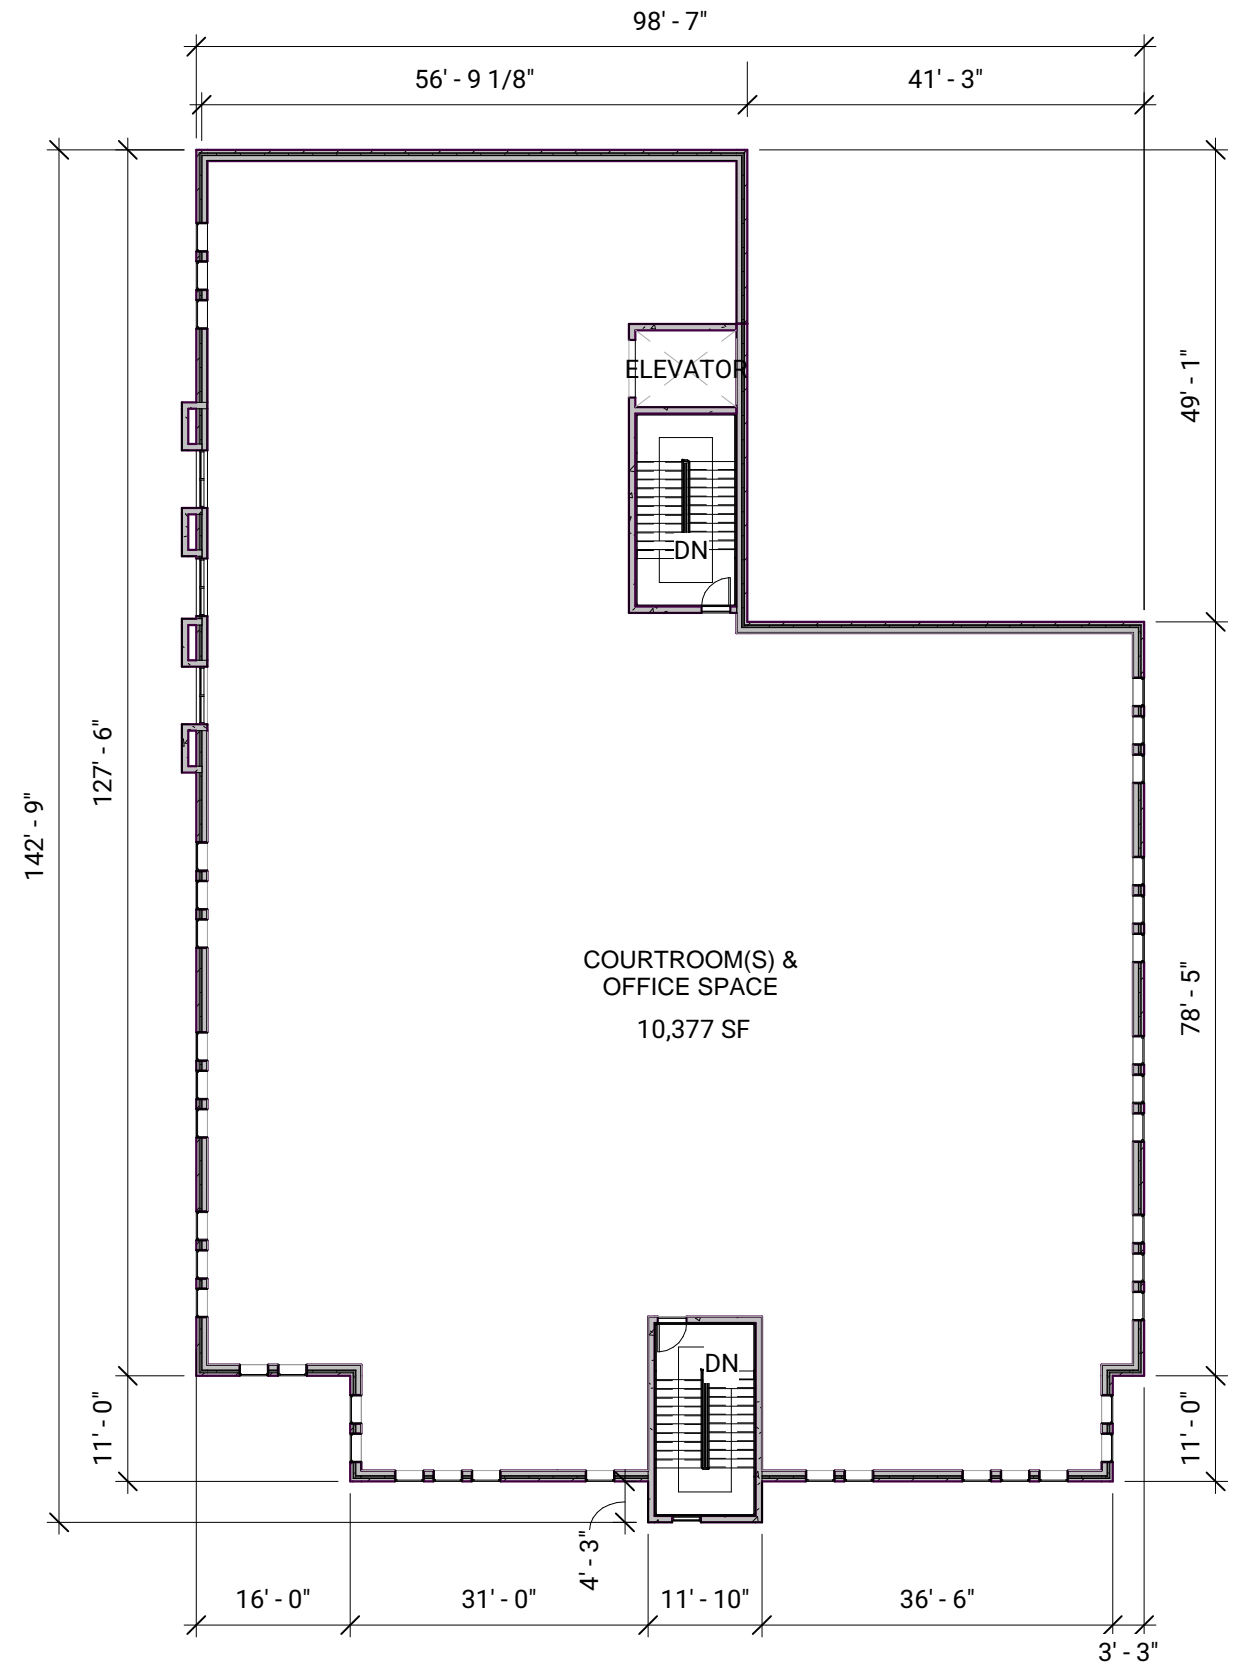 98' - 7"
56' - 9 1/8"
41' - 3"
ELEVATOR
49' - 1"
DN
127' - 6"
142' - 9"
COURTROOM(S) &
OFFICE SPACE
10,377 SF
78' - 5"
DN
11' - 0"
11' - 0"
4' - 3"
16' - 0"
31' - 0"
11' - 10"
36' - 6"
3' - 3"